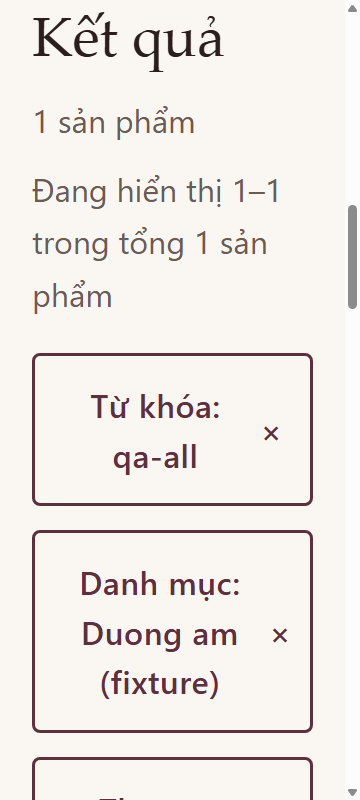 Kết quả
1 sản phẩm
Đang hiển thị 1–1
trong tổng 1 sản
phẩm
Từ khóa:
qa-all
×
Danh mục:
Duong am
(fixture)
×